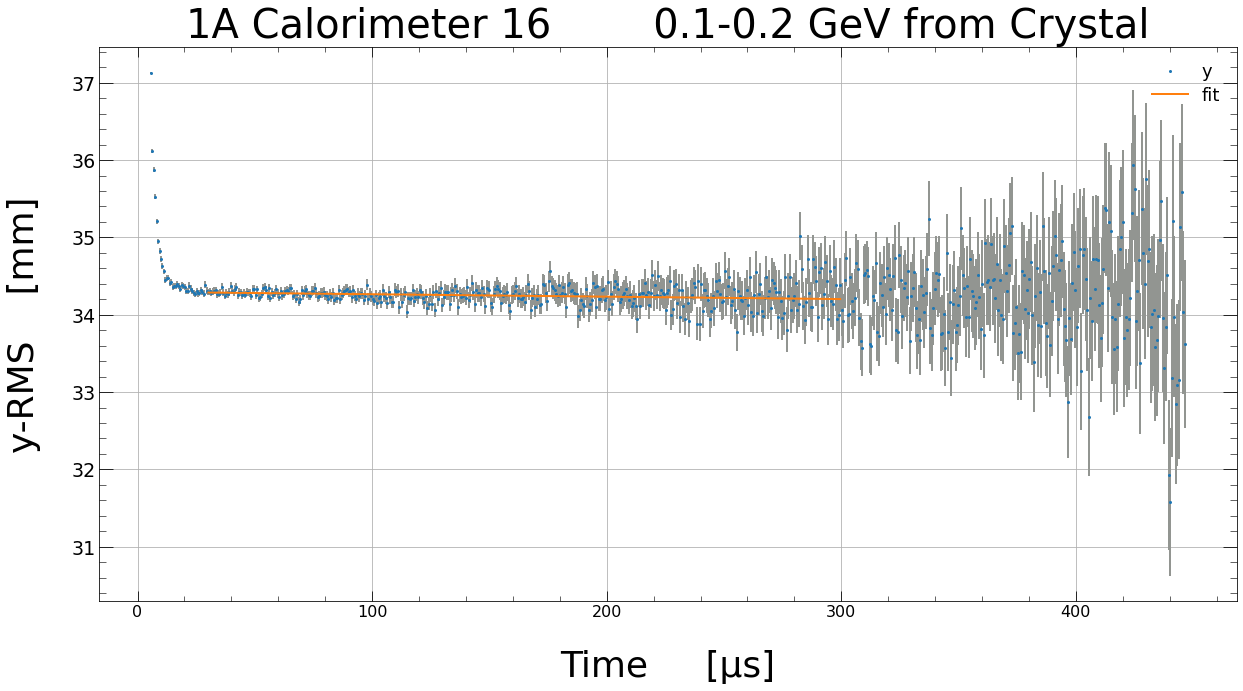 1A Calorimeter 16 0.1-0.2 GeV from Crystal
y
fit
37
36
35
34
33
32
31
y-RMS [mm]
0 100 200 300 400
Time [μs]